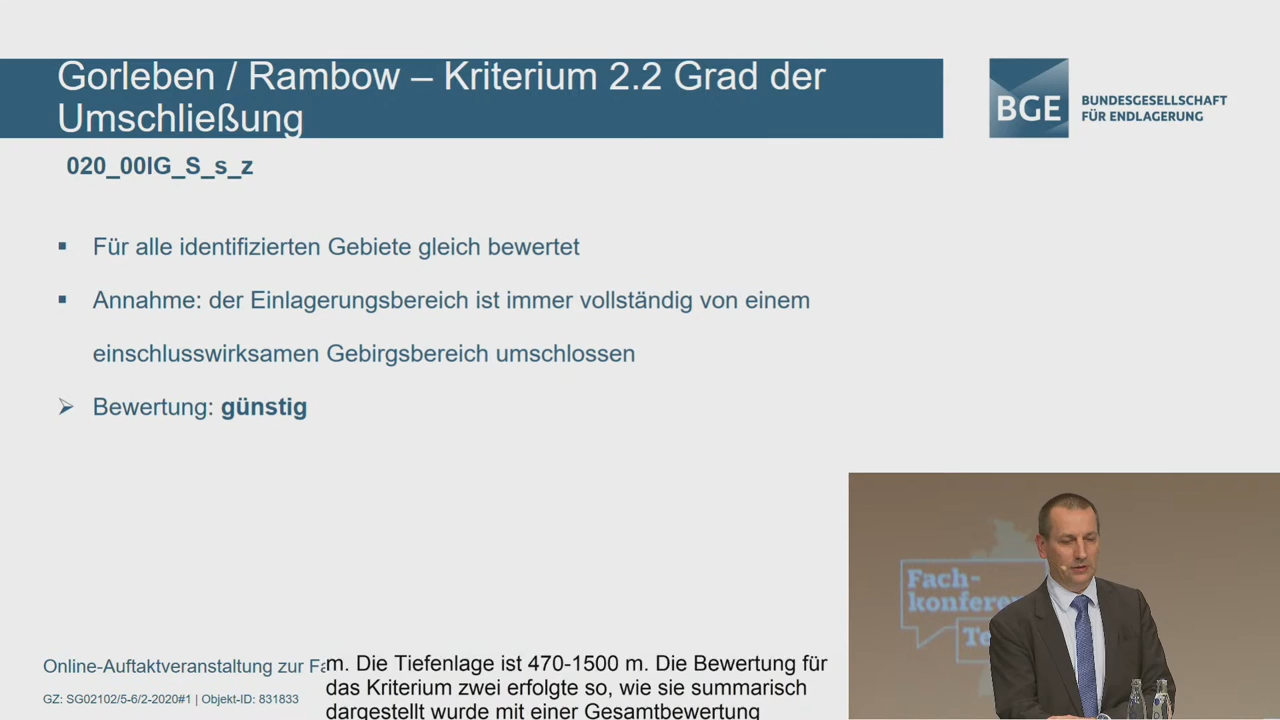 Gorleben / Rambow – Kriterium 2.2 Grad der
Umschließung
BGE
BUNDESGESELLSCHAFT
FÜR ENDLAGERUNG
020_00IG_S_s_z
Für alle identifizierten Gebiete gleich bewertet
Annahme: der Einlagerungsbereich ist immer vollständig von einem
einschlusswirksamen Gebirgsbereich umschlossen
Bewertung: günstig
Fach-
konferen
Te
Online-Auftaktveranstaltung zur Fa
GZ: SG02102/5-6/2-2020#1 | Objekt-ID: 831833
m. Die Tiefenlage ist 470-1500 m. Die Bewertung für
das Kriterium zwei erfolgte so, wie sie summarisch
dargestellt wurde mit einer Gesamtbewertung